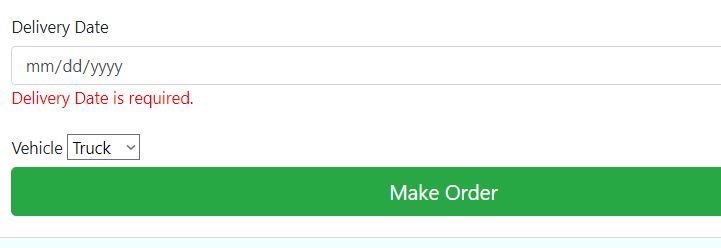 Delivery Date
mm/dd/yyyy
Delivery Date is required.
Vehicle Truck
Make Order